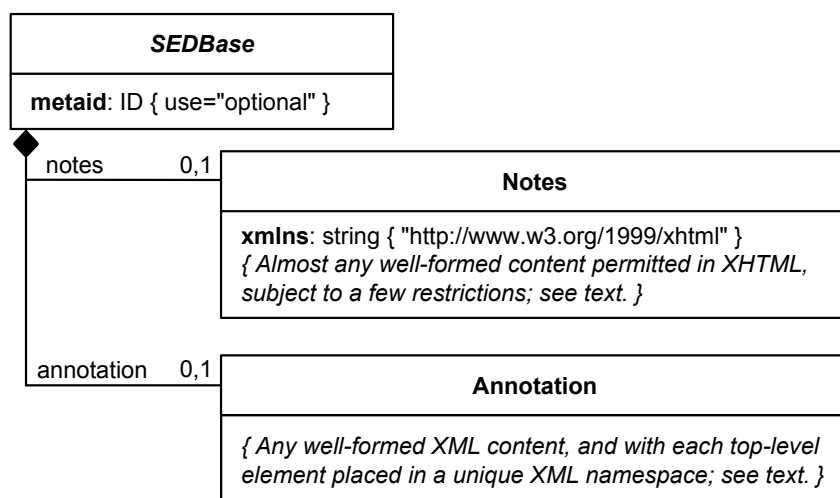 SEDBase
metaid: ID { use="optional" }
notes 0,1
Notes
xmlns: string { "http://www.w3.org/1999/xhtml" }
{ Almost any well-formed content permitted in XHTML,
subject to a few restrictions; see text. }
annotation 0,1
Annotation
{ Any well-formed XML content, and with each top-level
element placed in a unique XML namespace; see text. }